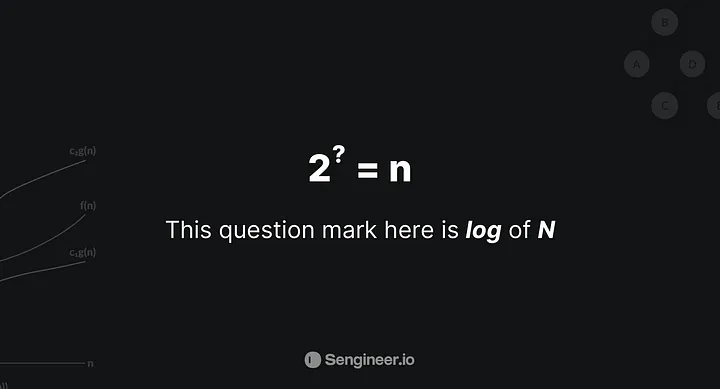 B
A
D
C
c₂g(n)
f(n)
c₁g(n)
n
2^? = n
This question mark here is log of N
Sengineer.io